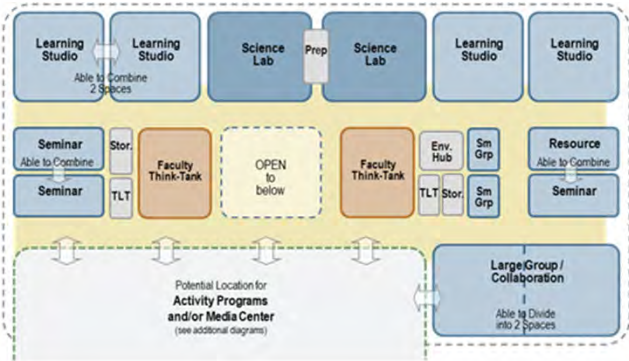 Learning
Studio
Learning
Studio
Able to Combine
2 Spaces
Science
Lab
Prep
Science
Lab
Learning
Studio
Learning
Studio
Seminar
Able to Combine
Seminar
Stor.
TLT
Faculty
Think-Tank
OPEN
to
below
Faculty
Think-Tank
Env.
Hub
TLT
Stor.
Sm
Grp
Sm
Grp
Resource
Able to Combine
Seminar
Potential Location for
Activity Programs
and/or Media Center
(see additional diagrams)
Large Group /
Collaboration
Able to Divide
into 2 Spaces